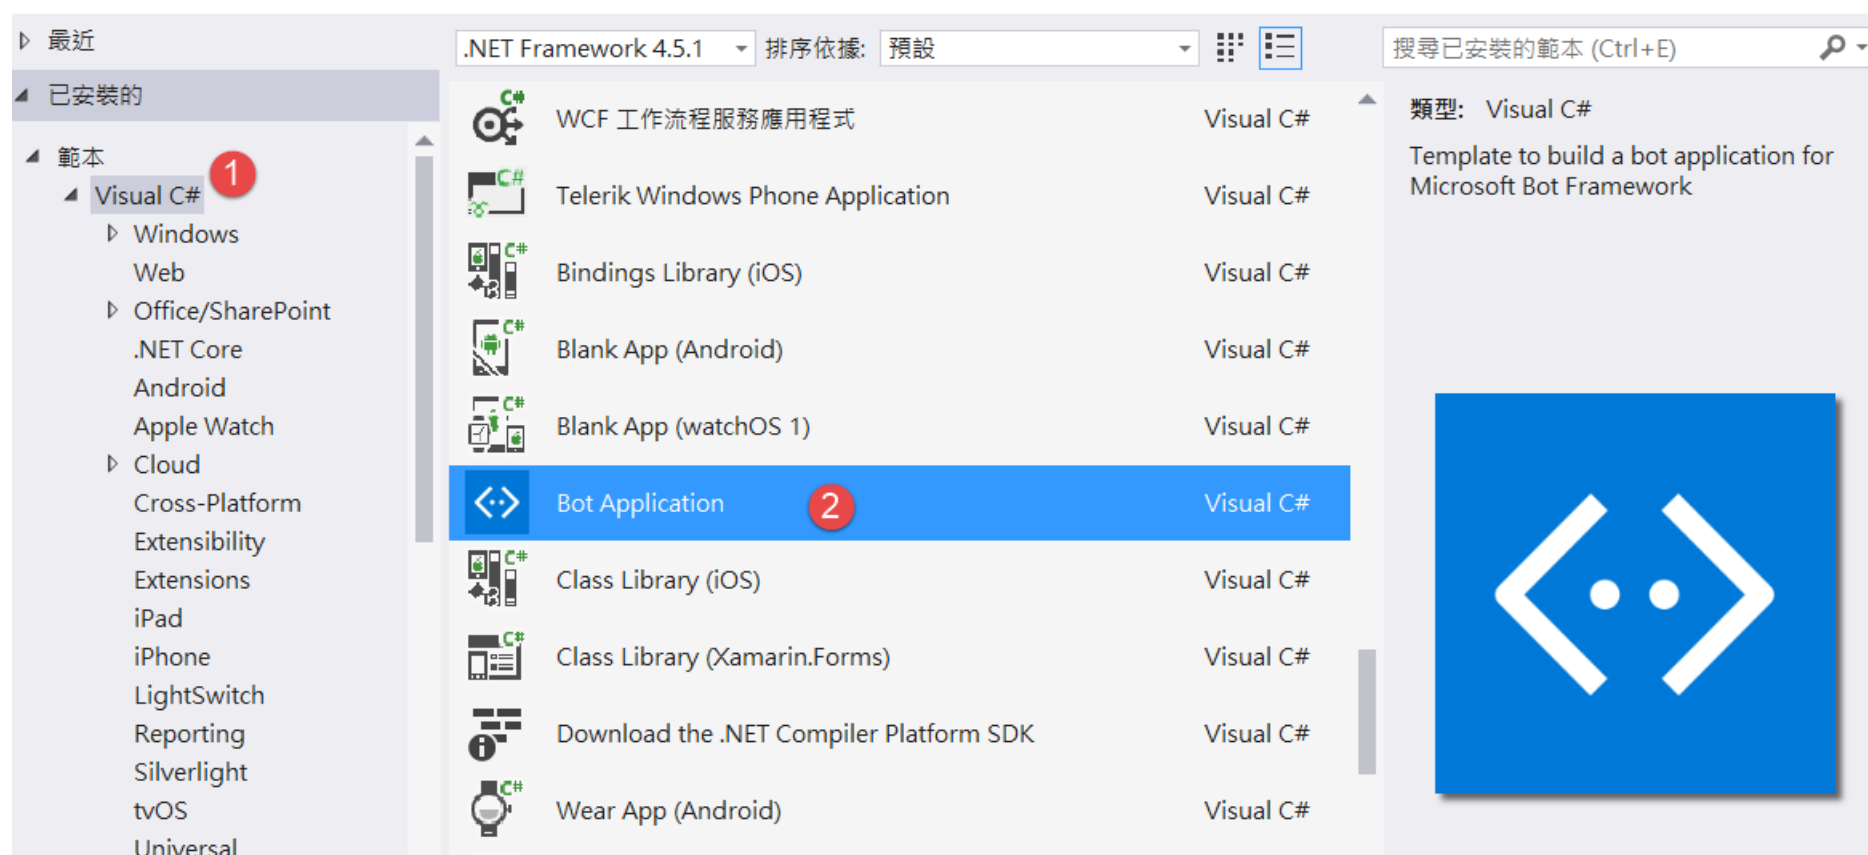 最近
已安裝的
範本
Visual C#
1
Windows
Web
Office/SharePoint
.NET Core
Android
Apple Watch
Cloud
Cross-Platform
Extensibility
Extensions
iPad
iPhone
LightSwitch
Reporting
Silverlight
tvOS
Universal
.NET Framework 4.5.1 排序依據: 預設
WCF 工作流程服務應用程式 Visual C#
Telerik Windows Phone Application Visual C#
Bindings Library (iOS) Visual C#
Blank App (Android) Visual C#
Blank App (watchOS 1) Visual C#
Bot Application 2 Visual C#
Class Library (iOS) Visual C#
Class Library (Xamarin.Forms) Visual C#
Download the .NET Compiler Platform SDK Visual C#
Wear App (Android) Visual C#
搜尋已安裝的範本 (Ctrl+E)
類型: Visual C#
Template to build a bot application for
Microsoft Bot Framework